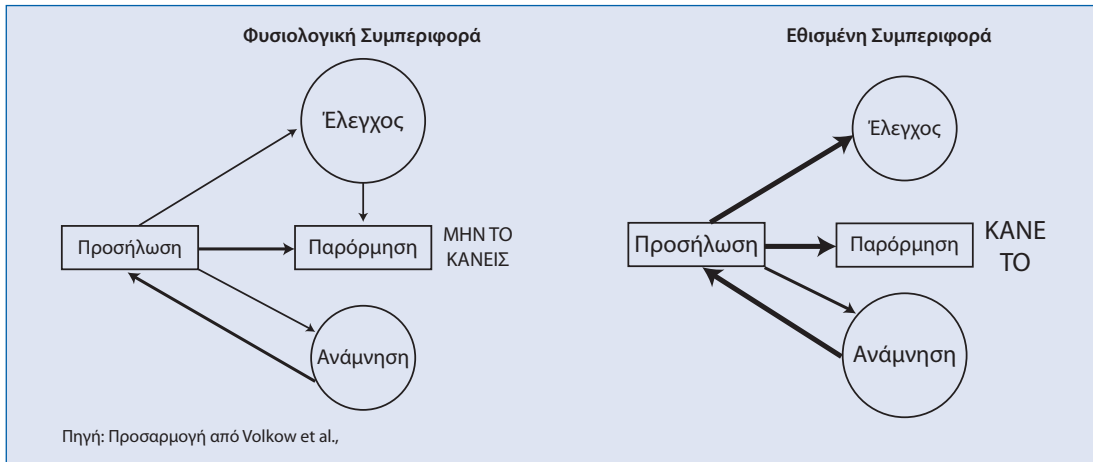 Φυσιολογική Συμπεριφορά
Έλεγχος
Προσήλωση
Παρόρμηση
ΜΗΝ ΤΟ
ΚΑΝΕΙΣ
Ανάμνηση
Εθισμένη Συμπεριφορά
Έλεγχος
Προσήλωση
Παρόρμηση
ΚΑΝΕ
ΤΟ
Ανάμνηση
Πηγή: Προσαρμογή από Volkow et al.,